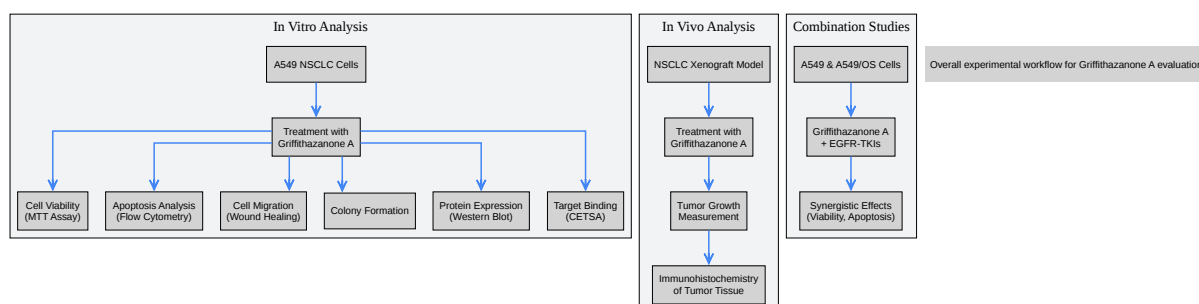 In Vitro Analysis
A549 NSCLC Cells
Treatment with
Griffithazanone A
Cell Viability
(MTT Assay)
Apoptosis Analysis
(Flow Cytometry)
Cell Migration
(Wound Healing)
Colony Formation
Protein Expression
(Western Blot)
Target Binding
(CETSA)
In Vivo Analysis
NSCLC Xenograft Model
Treatment with
Griffithazanone A
Tumor Growth
Measurement
Immunohistochemistry
of Tumor Tissue
Combination Studies
A549 & A549/OS Cells
Griffithazanone A
+ EGFR-TKIs
Synergistic Effects
(Viability, Apoptosis)
Overall experimental workflow for Griffithazanone A evaluation